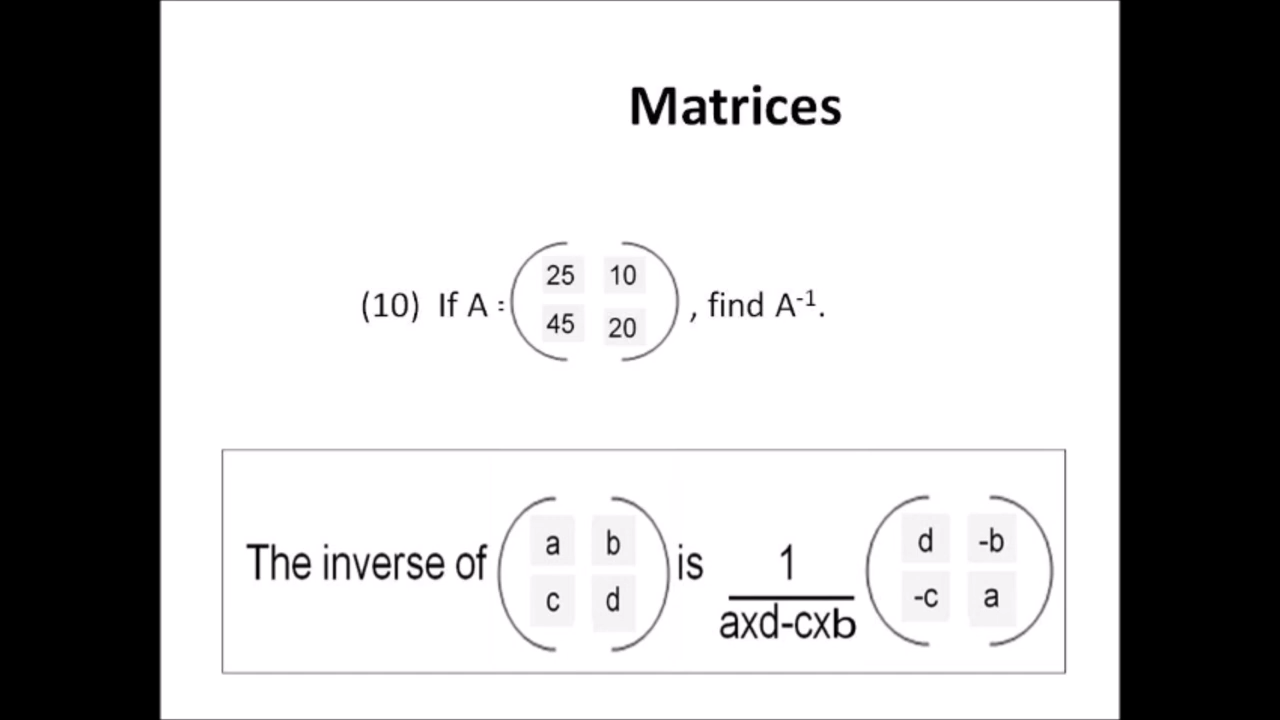 Matrices
25 10
(10) If A = , find A-1.
45 20
a b d -b
The inverse of is 1
c d -c a
axd-cxb